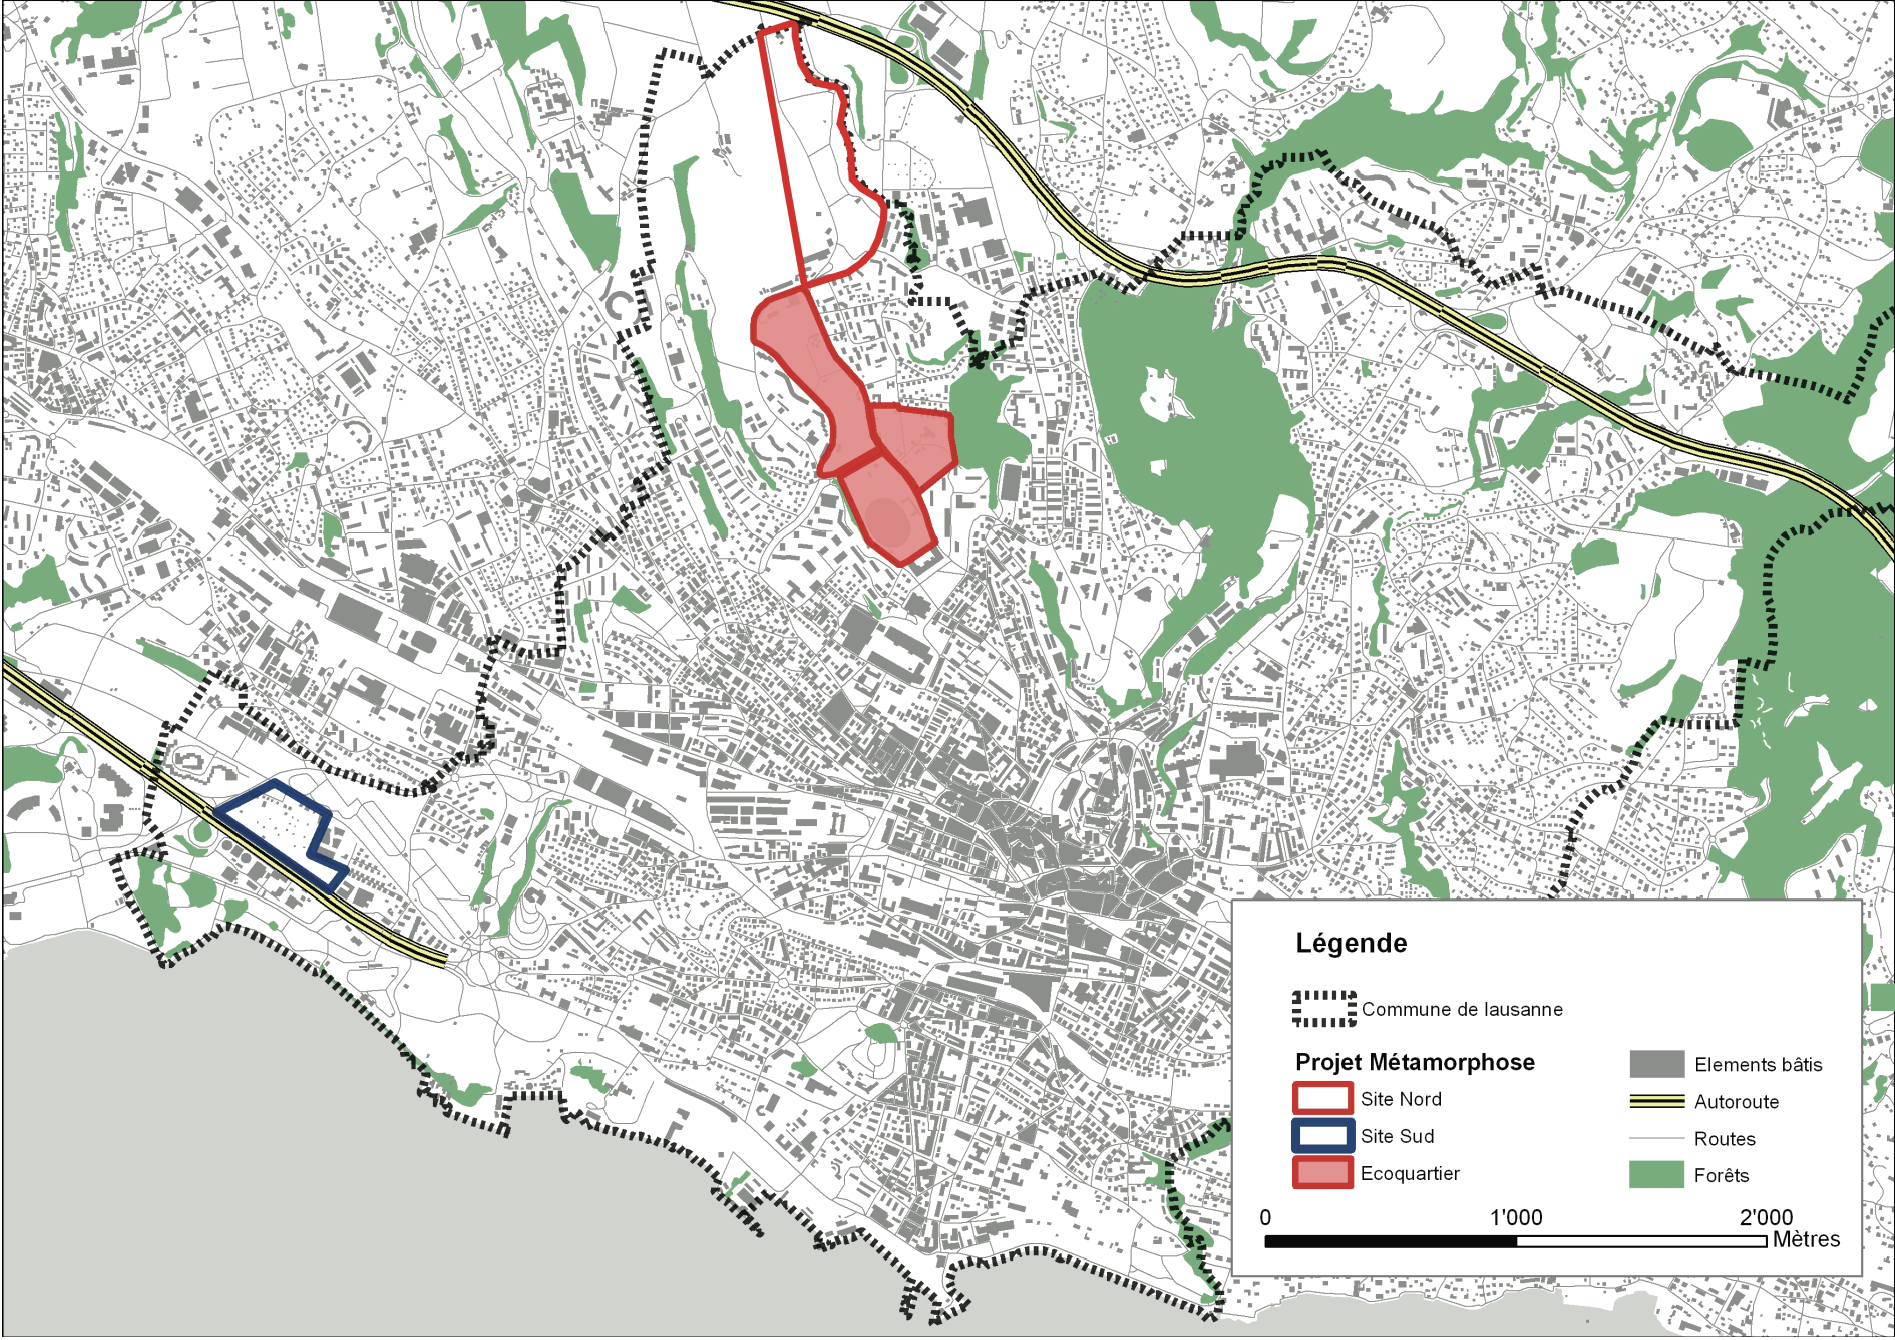 Légende
Commune de lausanne
Projet Métamorphose
Site Nord
Site Sud
Ecoquartier
Elements bâtis
Autoroute
Routes
Forêts
0 1'000 2'000
Mètres